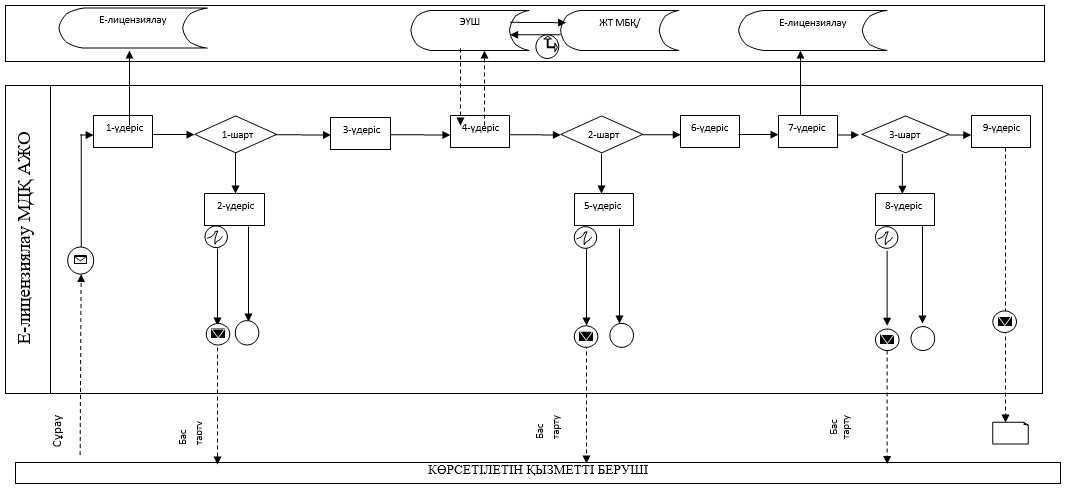 Е-лицензиялау
ЭҮШ
ЖТ МБҚ/
Е-лицензиялау
Е-лицензиялау МДҚ АЖО
1-үдеріс
1-шарт
3-үдеріс
4-үдеріс
2-шарт
6-үдеріс
7-үдеріс
3-шарт
9-үдеріс
2-үдеріс
5-үдеріс
8-үдеріс
Сұрау
Бас
тарту
Бас
тарту
Бас
тарту
КӨРСЕТІЛЕТІН ҚЫЗМЕТТІ БЕРУШІ